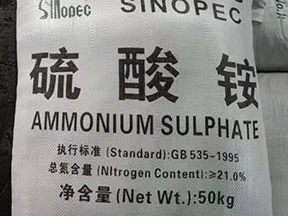 Sinopec SINOPEC
硫酸铵
AMMONIUM SULPHATE
执行标准 (Standard):GB 535-1995
总氮含量 (NItrogen Content):≥21.0%
净含量 (Net Wt.):50kg